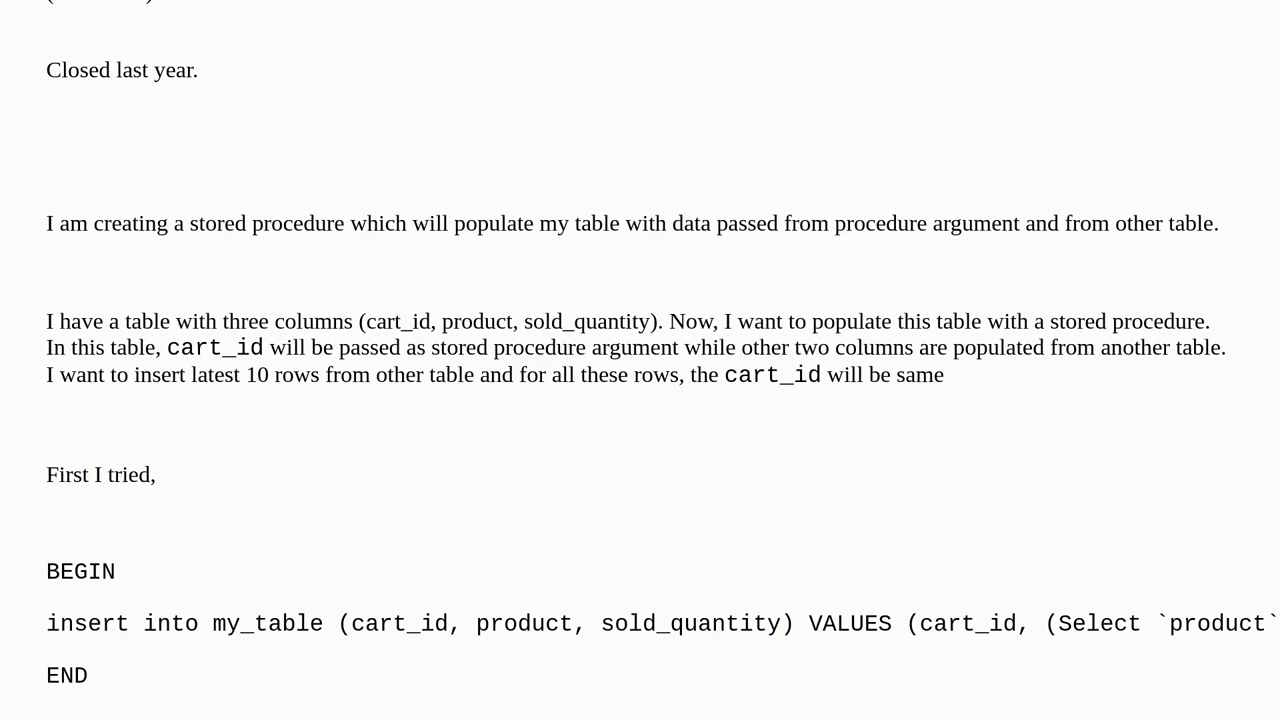 Closed last year.
I am creating a stored procedure which will populate my table with data passed from procedure argument and from other table.
I have a table with three columns (cart_id, product, sold_quantity). Now, I want to populate this table with a stored procedure.
In this table, cart_id will be passed as stored procedure argument while other two columns are populated from another table.
I want to insert latest 10 rows from other table and for all these rows, the cart_id will be same
First I tried,
BEGIN
insert into my_table (cart_id, product, sold_quantity) VALUES (cart_id, (Select `product`
END